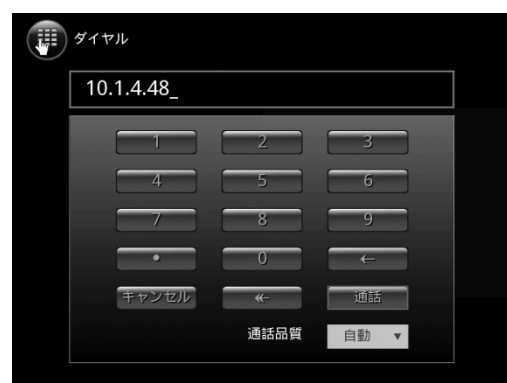 ダイヤル
10.1.4.48_
1 2 3
4 5 6
7 8 9
• 0 ←
キャンセル ≪- 通話
通話品質 自動 ▼